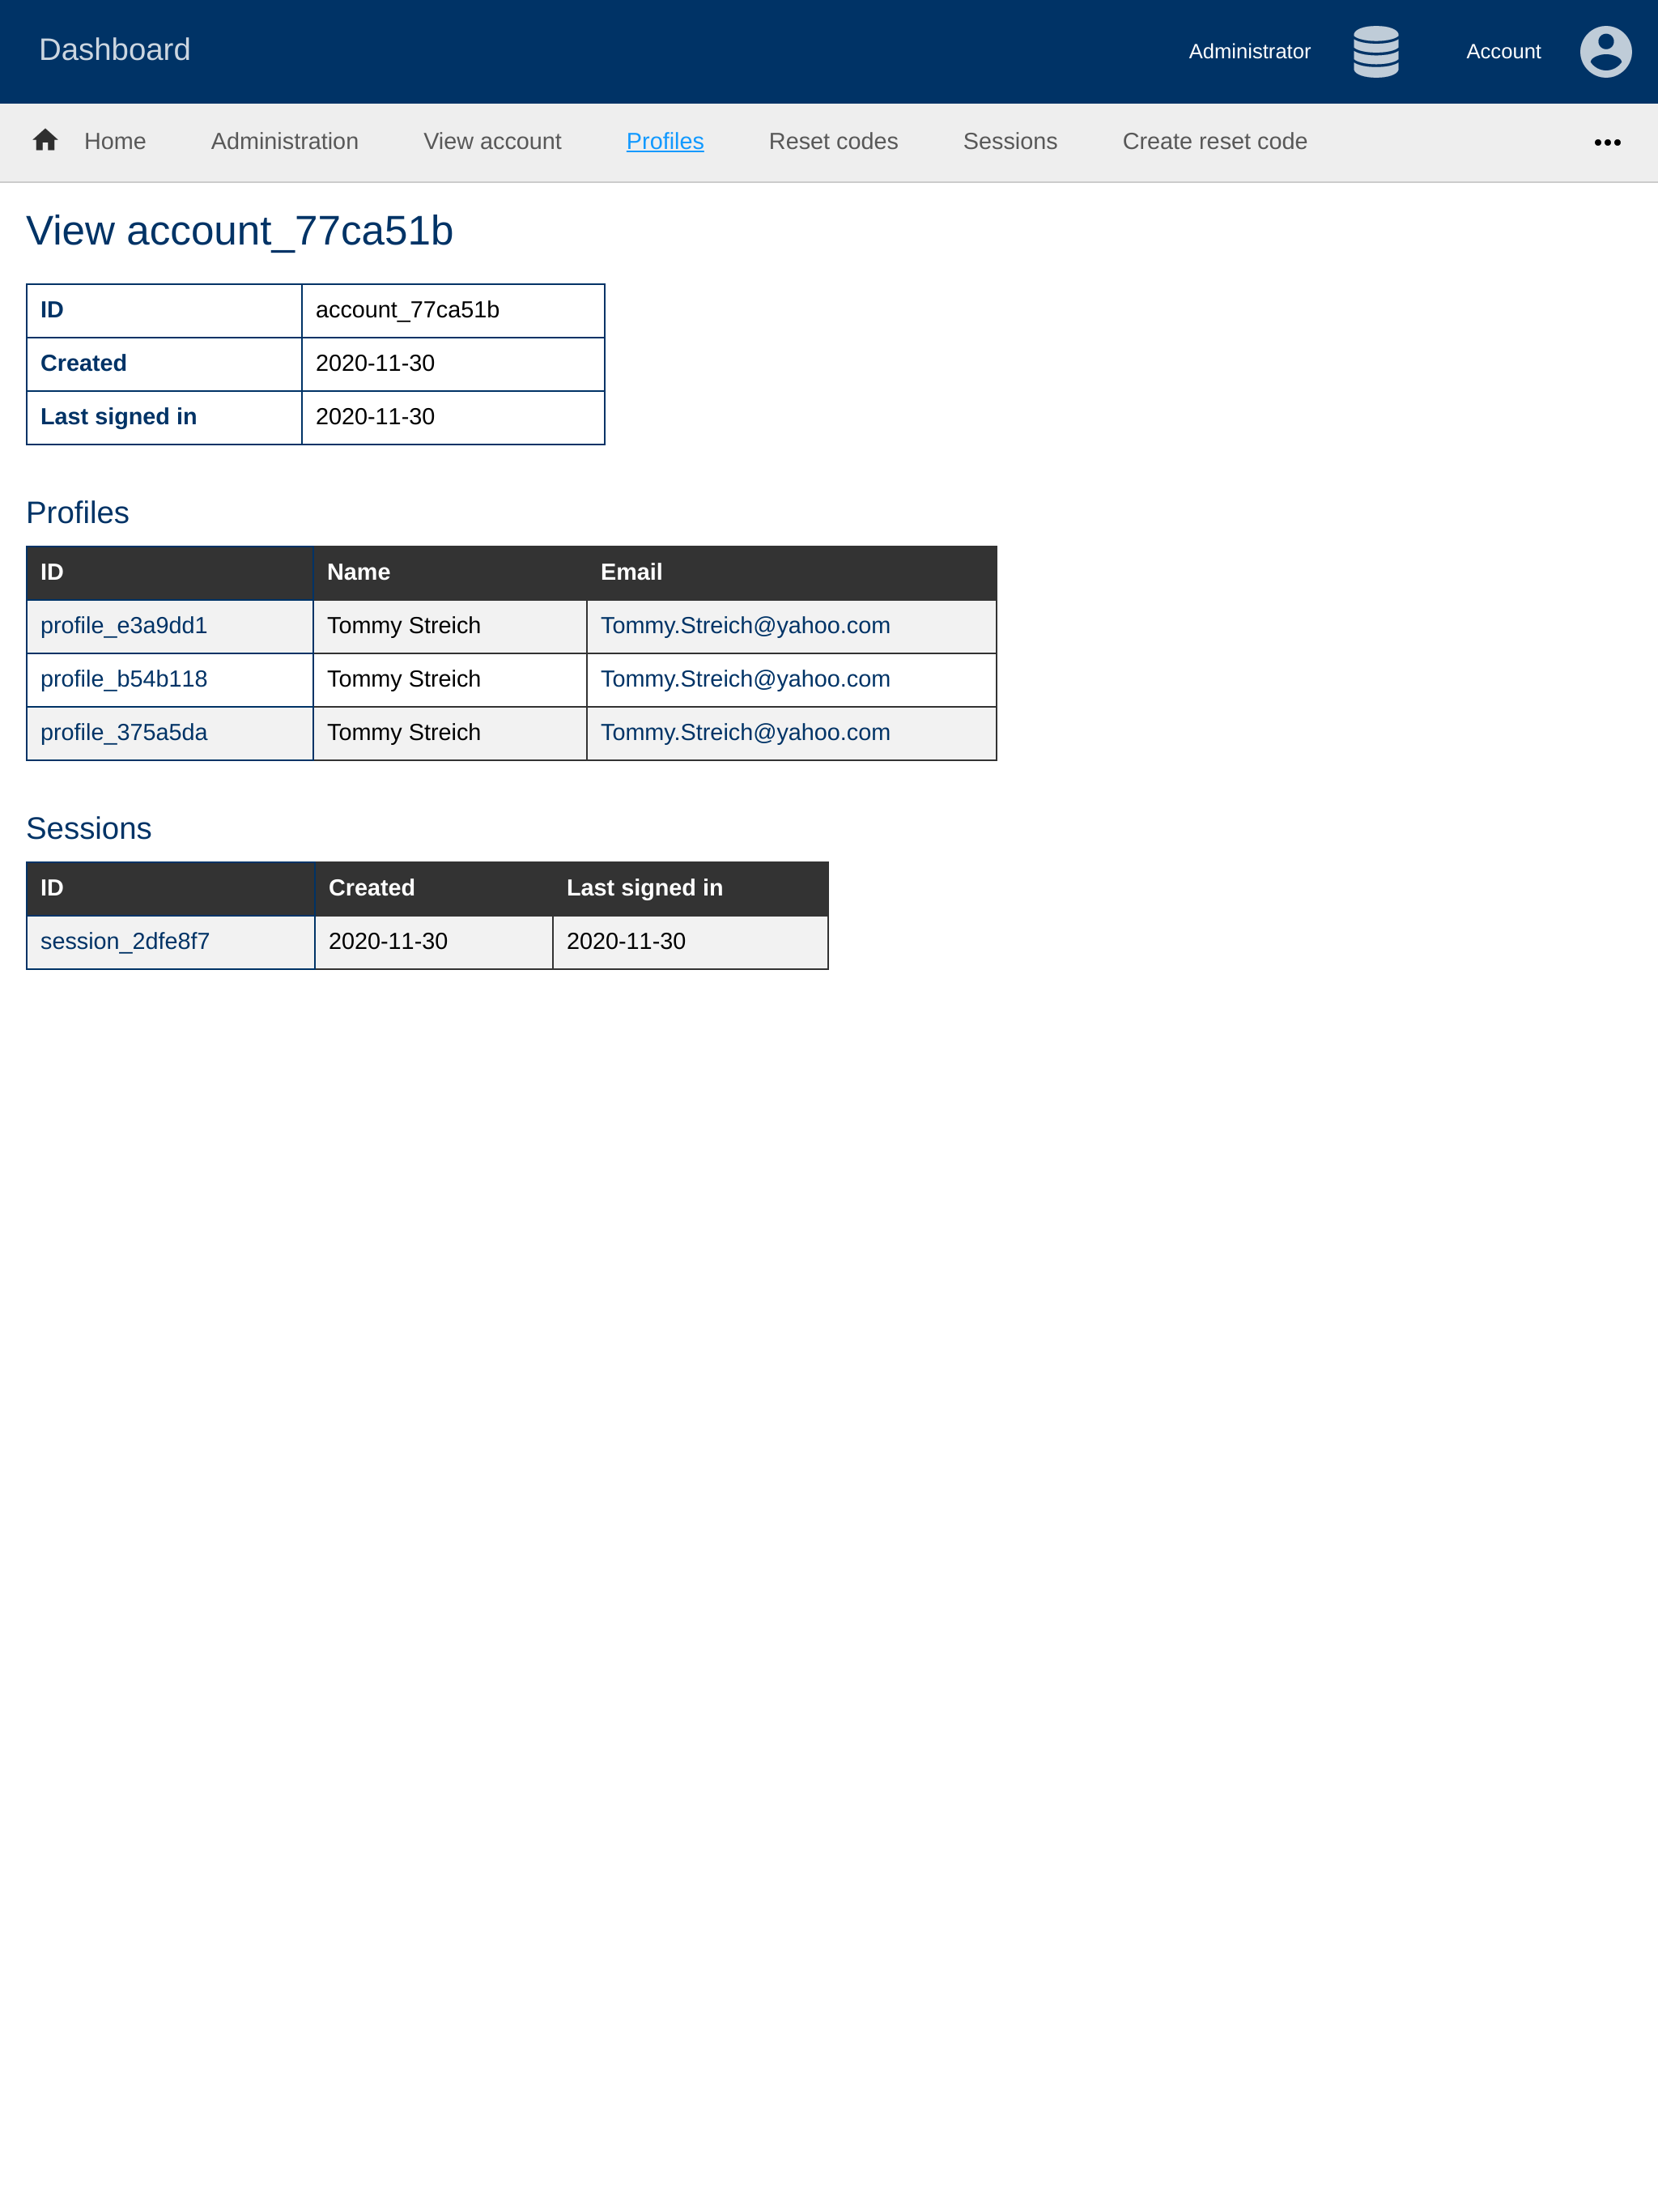 Dashboard
Administrator
Account
Home
Administration
View account
Profiles
Reset codes
Sessions
Create reset code
View account_77ca51b
ID account_77ca51b
Created 2020-11-30
Last signed in 2020-11-30
Profiles
ID Name Email
profile_e3a9dd1 Tommy Streich Tommy.Streich@yahoo.com
profile_b54b118 Tommy Streich Tommy.Streich@yahoo.com
profile_375a5da Tommy Streich Tommy.Streich@yahoo.com
Sessions
ID Created Last signed in
session_2dfe8f7 2020-11-30 2020-11-30